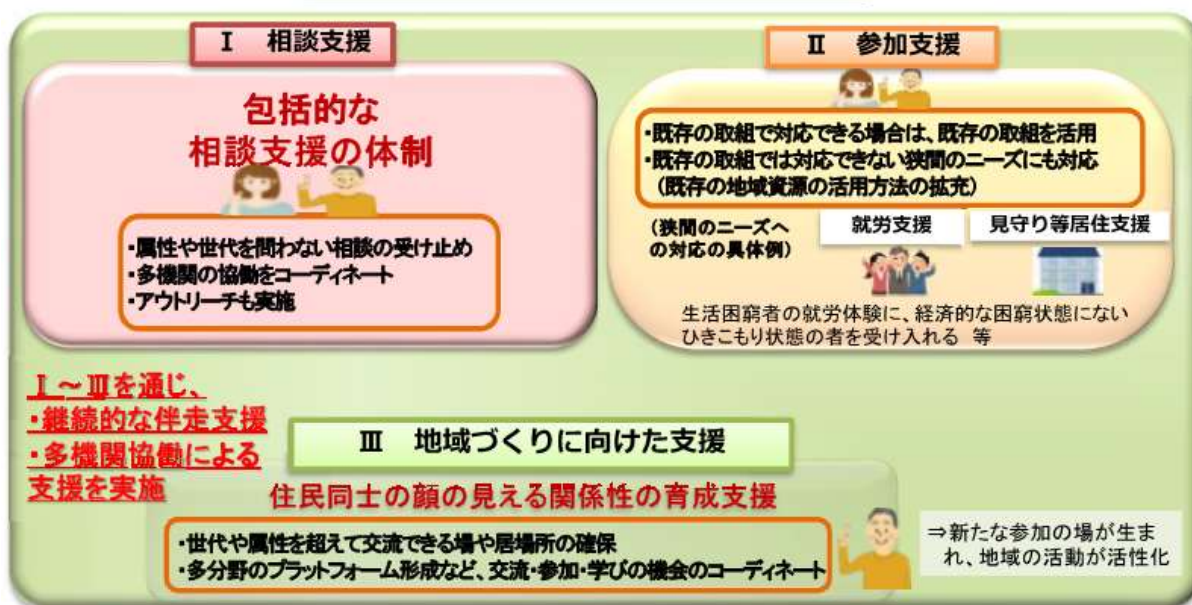 Ⅰ 相談支援
包括的な
相談支援の体制
・属性や世代を問わない相談の受け止め
・多機関の協働をコーディネート
・アウトリーチも実施
Ⅱ 参加支援
・既存の取組で対応できる場合は、既存の取組を活用
・既存の取組では対応できない狭間のニーズにも対応
（既存の地域資源の活用方法の拡充）
（狭間のニーズへ
の対応の具体例）
就労支援
見守り等居住支援
生活困窮者の就労体験に、経済的な困窮状態にない
ひきこもり状態の者を受け入れる 等
Ⅰ～Ⅲを通じ、
・継続的な伴走支援
・多機関協働による
支援を実施
Ⅲ 地域づくりに向けた支援
住民同士の顔の見える関係性の育成支援
・世代や属性を超えて交流できる場や居場所の確保
・多分野のプラットフォーム形成など、交流・参加・学びの機会のコーディネート
⇒新たな参加の場が生ま
れ、地域の活動が活性化